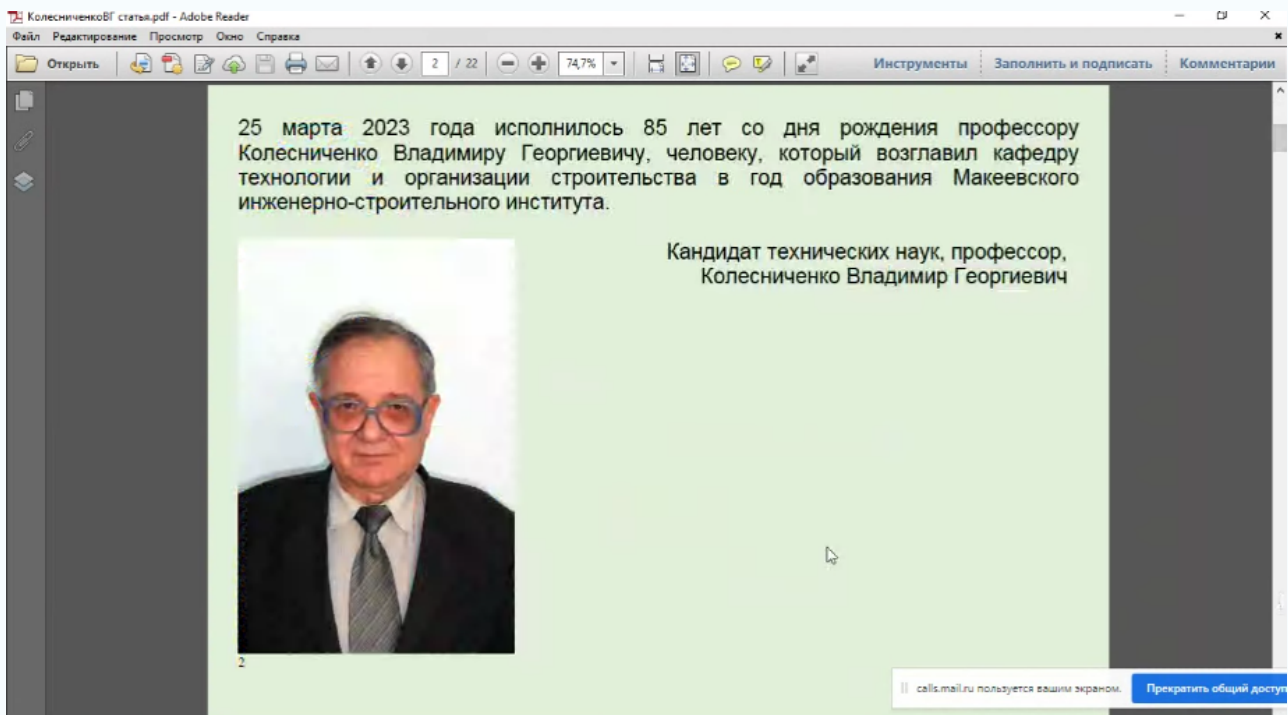 КолесниченкоВГ статья.pdf - Adobe Reader
Файл Редактирование Просмотр Окно Справка
Открыть 2 / 22 74,7% Инструменты Заполнить и подписать Комментарии
25 марта 2023 года исполнилось 85 лет со дня рождения профессору
Колесниченко Владимиру Георгиевичу, человеку, который возглавил кафедру
технологии и организации строительства в год образования Макеевского
инженерно-строительного института.
Кандидат технических наук, профессор,
Колесниченко Владимир Георгиевич
2
calls.mail.ru пользуется вашим экраном. Прекратить общий доступ